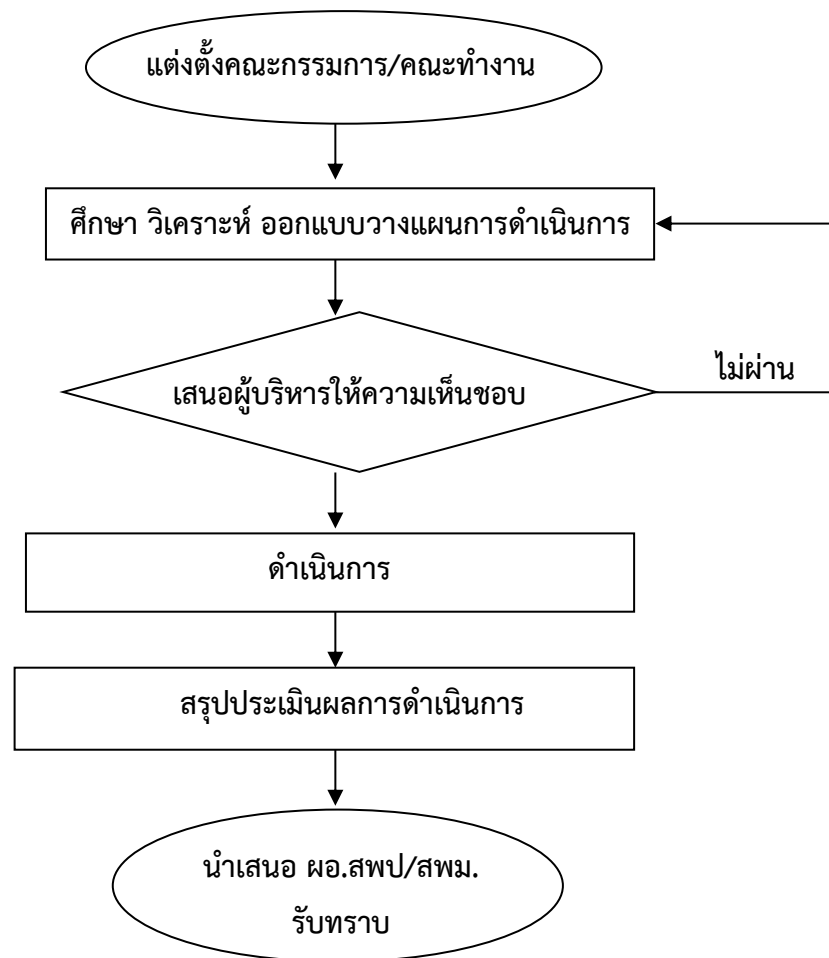 แต่งตั้งคณะกรรมการ/คณะทำงาน
ศึกษา วิเคราะห์ ออกแบบวางแผนการดำเนินการ
ไม่ผ่าน
เสนอผู้บริหารให้ความเห็นชอบ
ดำเนินการ
สรุปประเมินผลการดำเนินการ
นำเสนอ ผอ.สพป/สพม.
รับทราบ